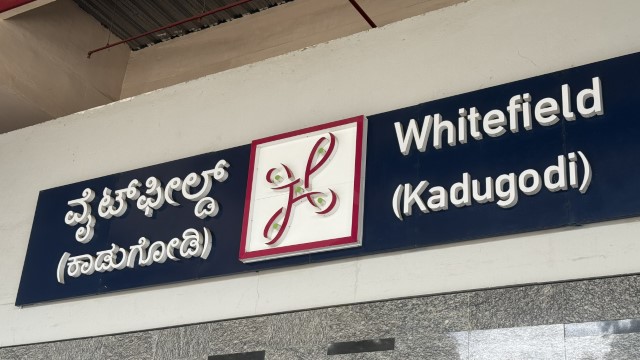 ವೈಟ್‌ಫೀಲ್ಡ್
(ಕಾಡುಗೋಡಿ)
Whitefield
(Kadugodi)